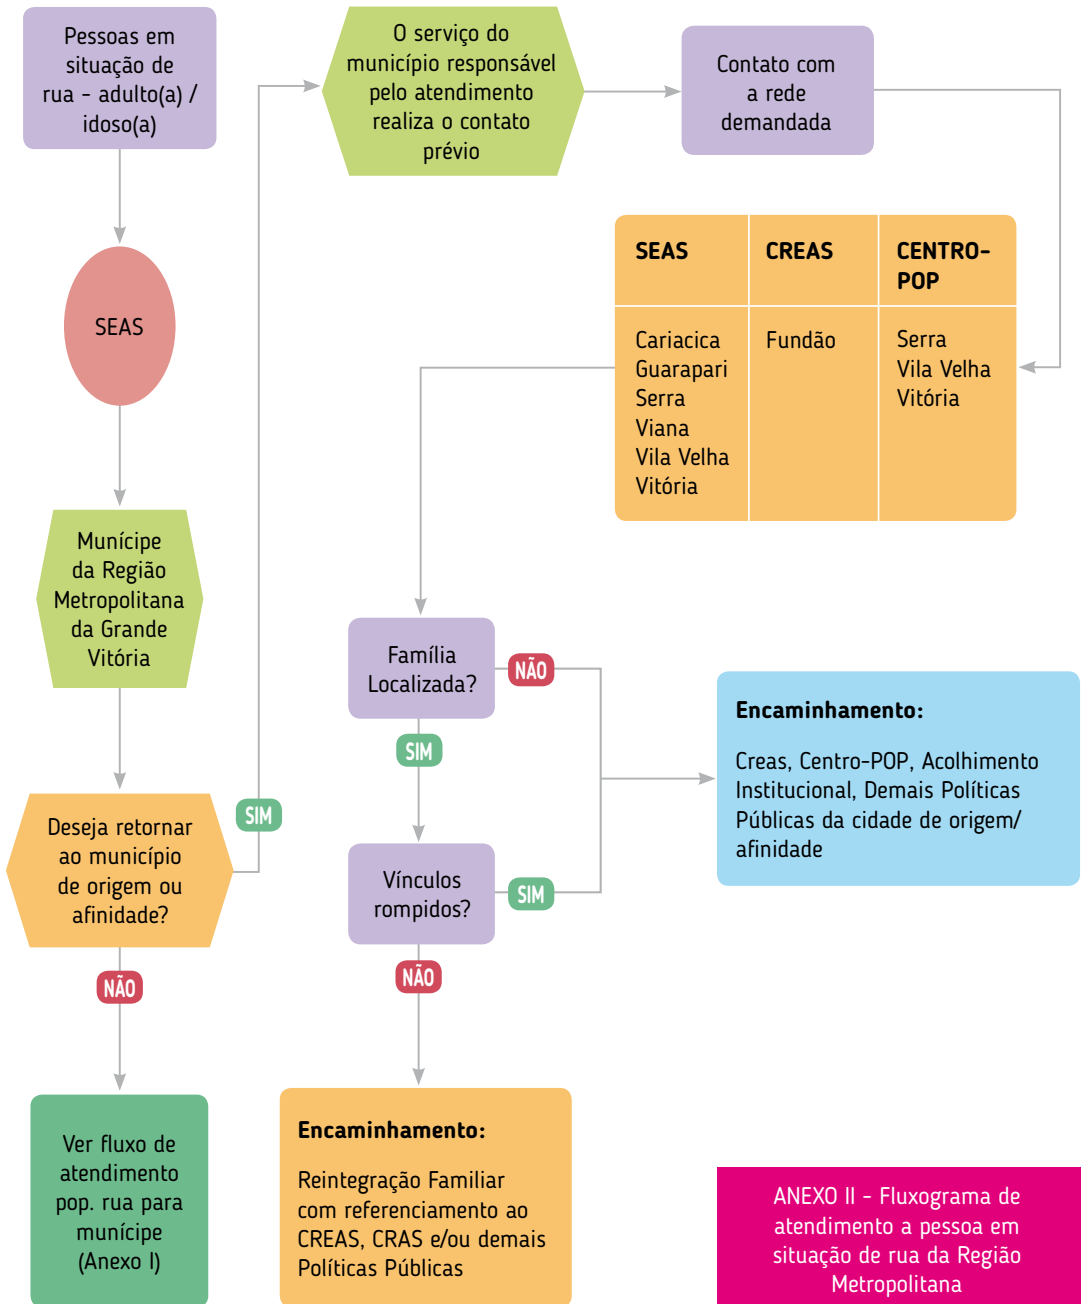 Pessoas em
situação de
rua - adulto(a) /
idoso(a)
SEAS
Munícipe
da Região
Metropolitana
da Grande
Vitória
Deseja retornar
ao município
de origem ou
afinidade?
SIM
NÃO
Ver fluxo de
atendimento
pop. rua para
munícipe
(Anexo I)
O serviço do
município responsável
pelo atendimento
realiza o contato
prévio
Contato com
a rede
demandada
SEAS
Cariacica
Guarapari
Serra
Viana
Vila Velha
Vitória
CREAS
Fundão
CENTRO-
POP
Serra
Vila Velha
Vitória
Família
Localizada?
NÃO
SIM
Vínculos
rompidos?
SIM
NÃO
Encaminhamento:
Creas, Centro-POP, Acolhimento
Institucional, Demais Políticas
Públicas da cidade de origem/
afinidade
Encaminhamento:
Reintegração Familiar
com referenciamento ao
CREAS, CRAS e/ou demais
Políticas Públicas
ANEXO II - Fluxograma de
atendimento a pessoa em
situação de rua da Região
Metropolitana